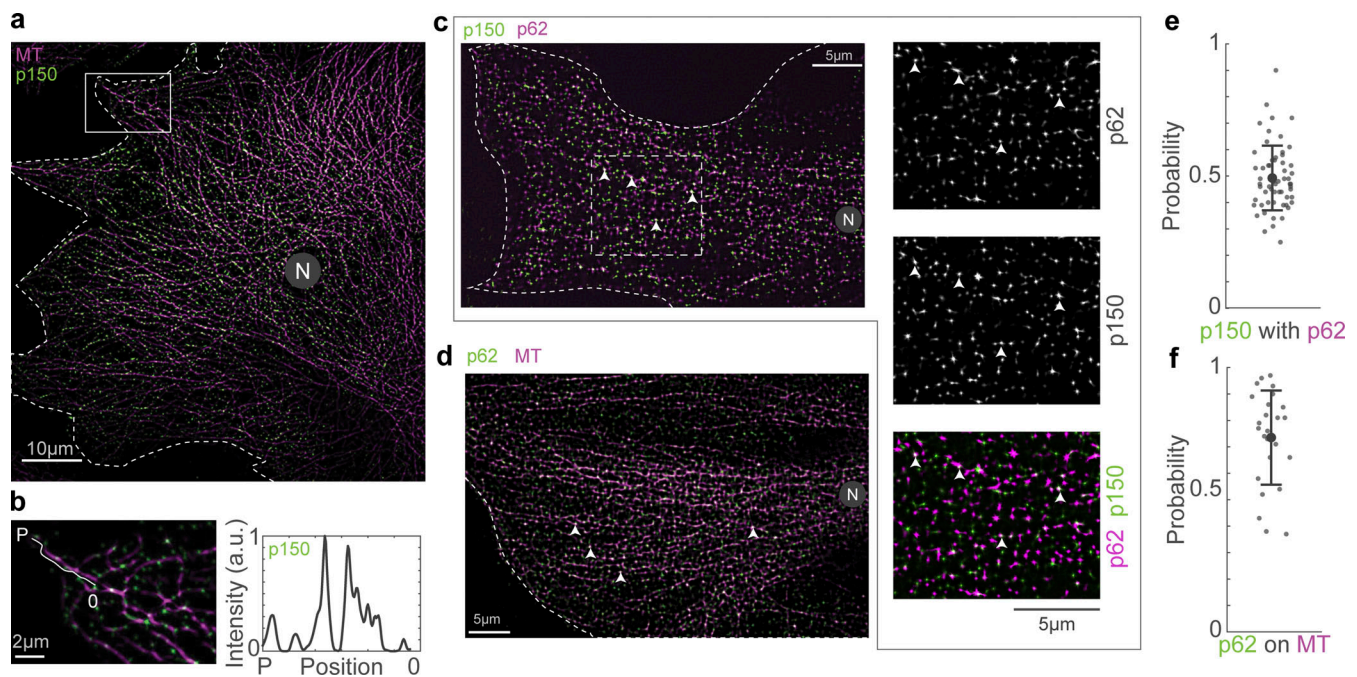 a
MT
p150
N
10µm
b
P
0
2µm
p150
Intensity (a.u.)
1
0
P Position 0
c
p150 p62
5µm
N
p62
p150
p62 p150
5µm
d
p62 MT
N
5µm
e
Probability
1
0.5
0
p150 with p62
f
Probability
1
0.5
0
p62 on MT